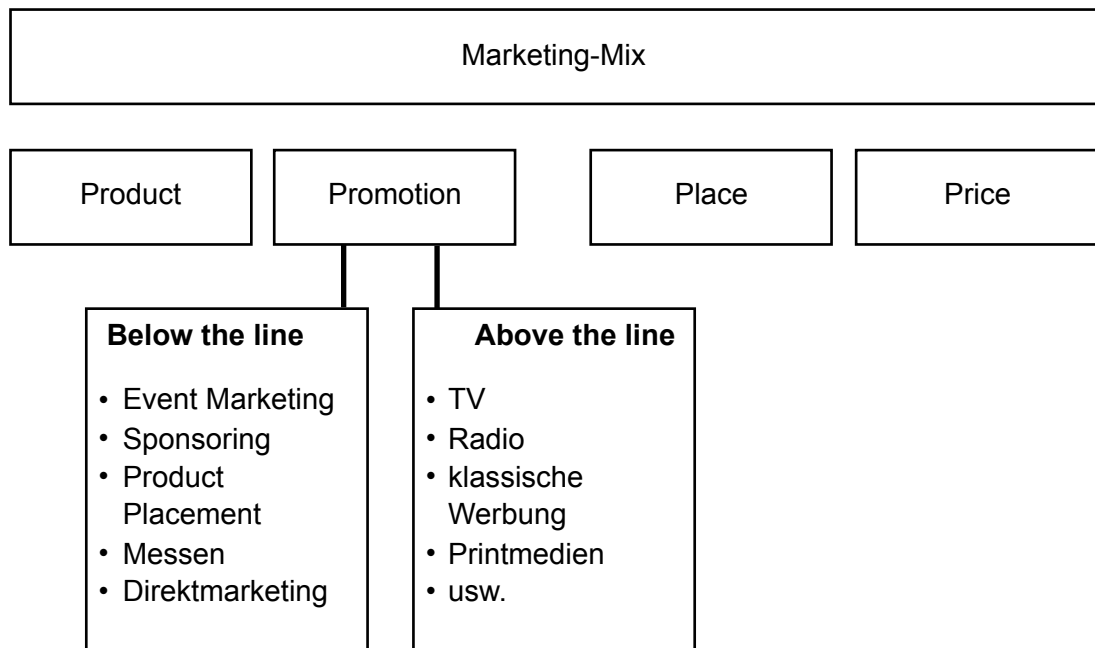 Marketing-Mix
Product
Promotion
Place
Price
Below the line
• Event Marketing
• Sponsoring
• Product
Placement
• Messen
• Direktmarketing
Above the line
• TV
• Radio
• klassische
Werbung
• Printmedien
• usw.